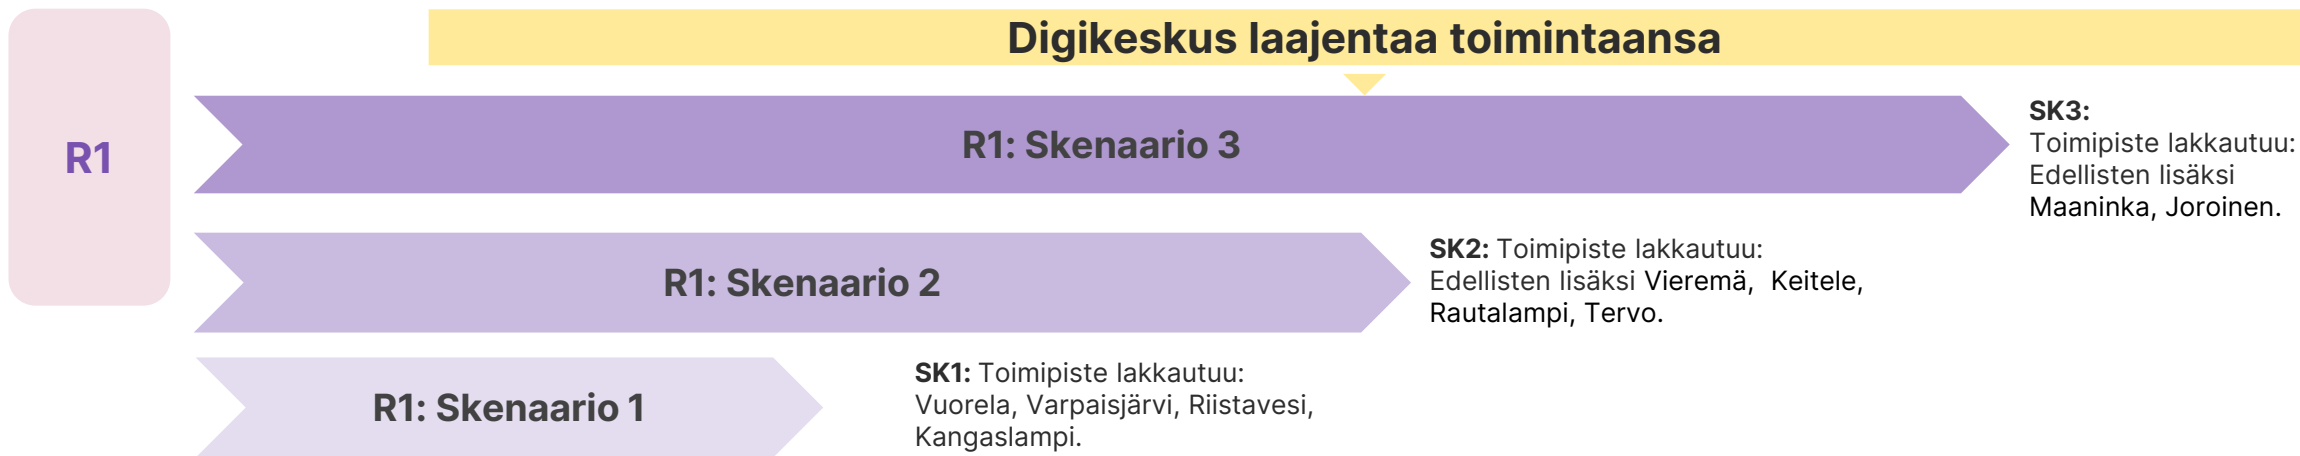 Digikeskus laajentaa toimintaansa
R1
R1: Skenaario 3
SK3:
Toimipiste lakkautuu:
Edellisten lisäksi
Maaninka, Joroinen.
R1: Skenaario 2
SK2: Toimipiste lakkautuu:
Edellisten lisäksi Vieremä,  Keitele,
Rautalampi, Tervo.
R1: Skenaario 1
SK1: Toimipiste lakkautuu:
Vuorela, Varpaisjärvi, Riistavesi,
Kangaslampi.